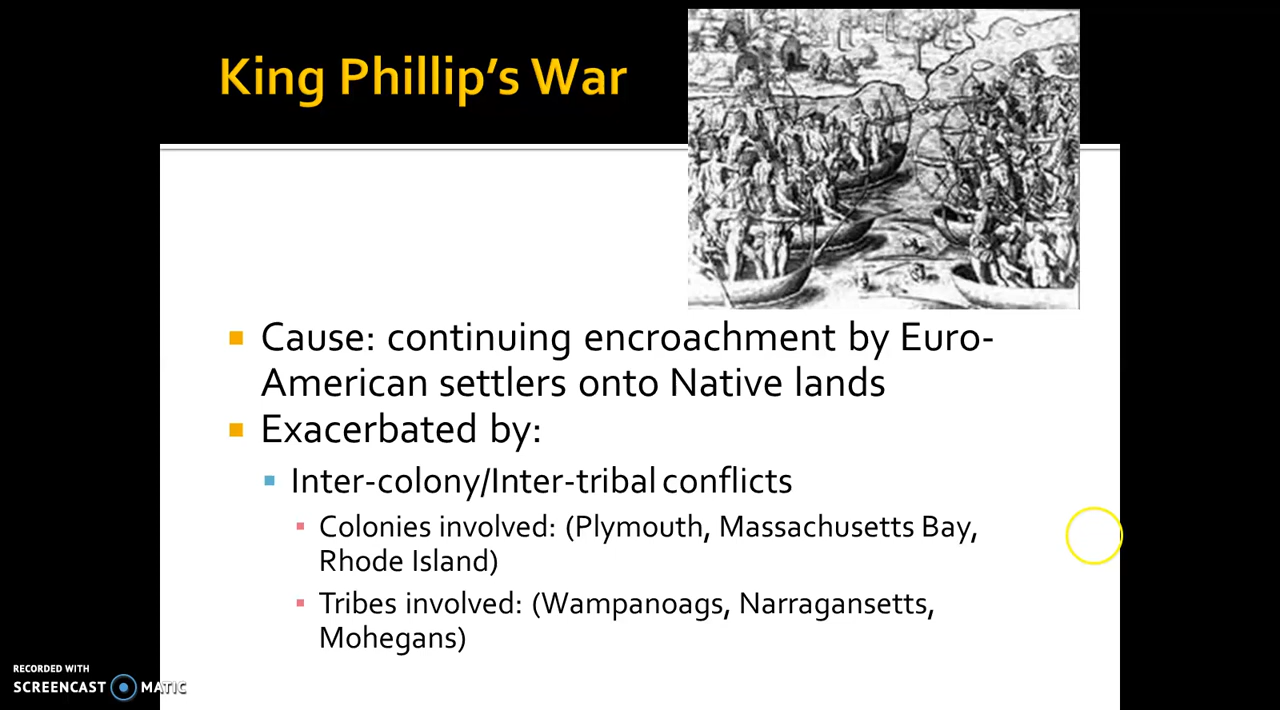 King Phillip's War
Cause: continuing encroachment by Euro-
American settlers onto Native lands
Exacerbated by:
Inter-colony/Inter-tribal conflicts
Colonies involved: (Plymouth, Massachusetts Bay,
Rhode Island)
Tribes involved: (Wampanoags, Narragansetts,
Mohegans)
RECORDED WITH
SCREENCAST MATIC